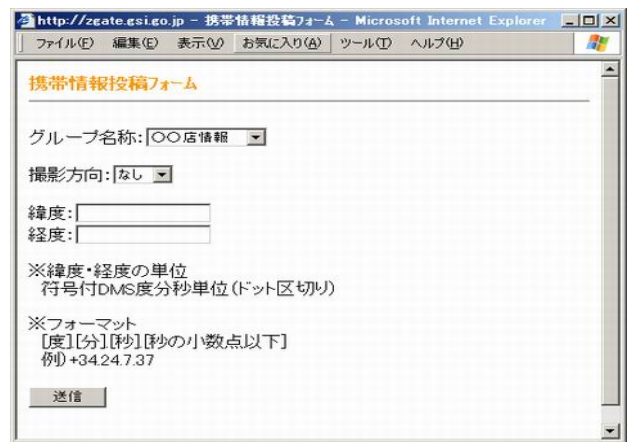 http://zgate.gsi.go.jp - 携帯情報投稿フォーム - Microsoft Internet Explorer
ファイル(F) 編集(E) 表示(V) お気に入り(A) ツール(T) ヘルプ(H)
携帯情報投稿フォーム
グループ名称:〇〇店情報
撮影方向:なし
緯度:
経度:
※緯度・経度の単位
符号付DMS度分秒単位(ドット区切り)
※フォーマット
[度][分][秒][秒の小数点以下]
例)+34.24.7.37
送信